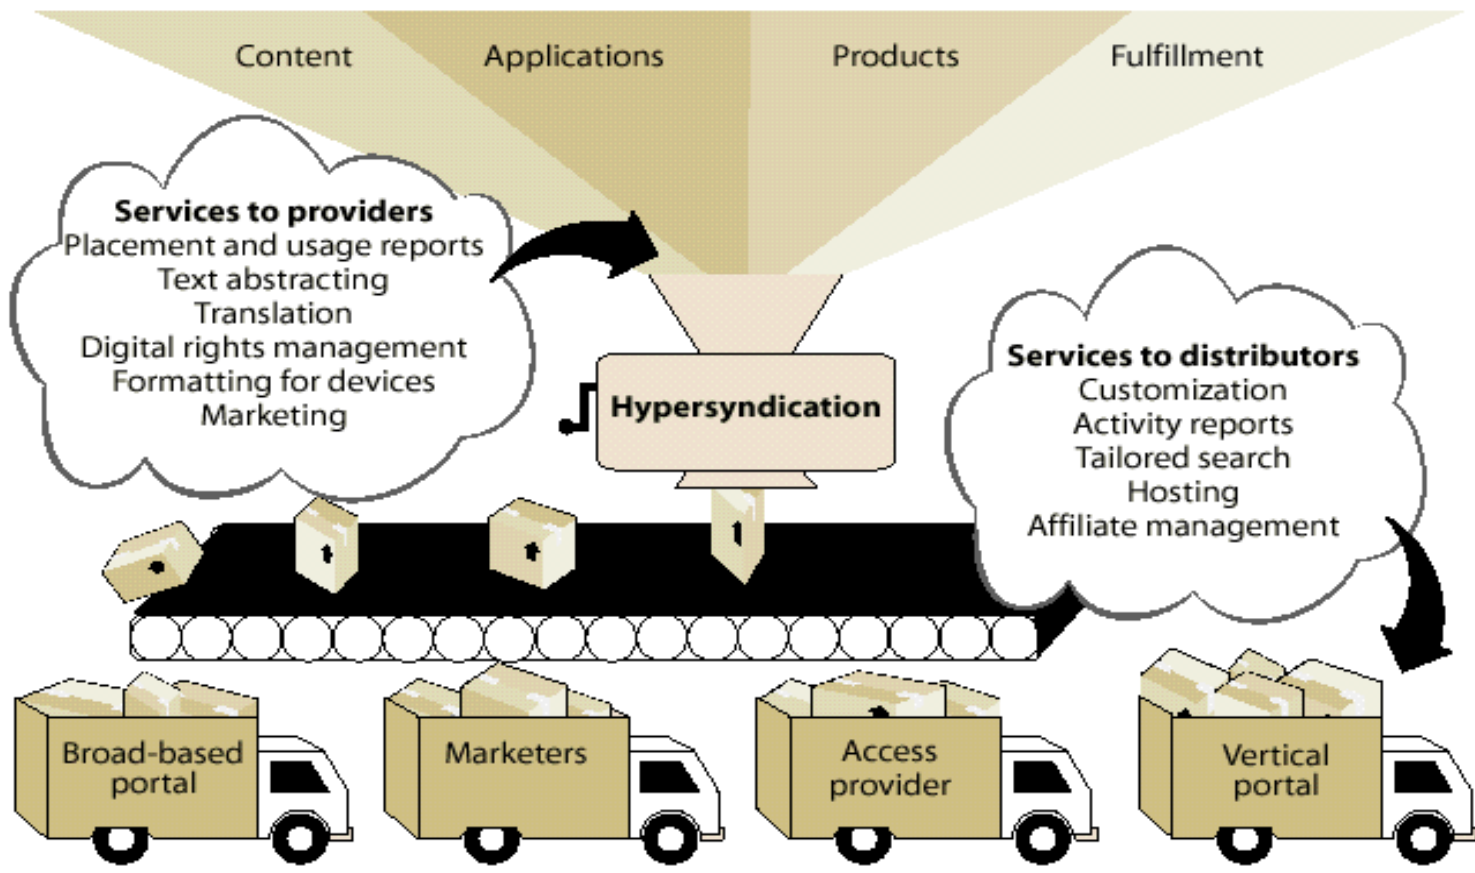 Content
Applications
Products
Fulfillment
Services to providers
Placement and usage reports
Text abstracting
Translation
Digital rights management
Formatting for devices
Marketing
Hypersyndication
Services to distributors
Customization
Activity reports
Tailored search
Hosting
Affiliate management
Broad-based
portal
Marketers
Access
provider
Vertical
portal